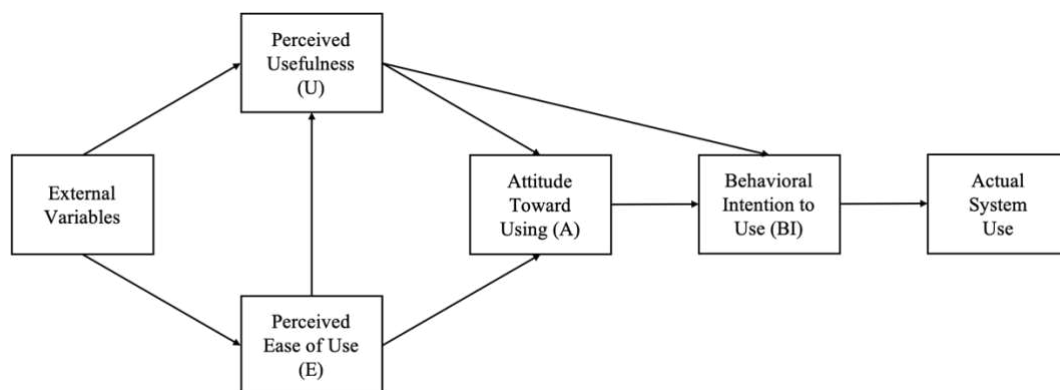 Perceived
Usefulness
(U)
External
Variables
Perceived
Ease of Use
(E)
Attitude
Toward
Using (A)
Behavioral
Intention to
Use (BI)
Actual
System
Use